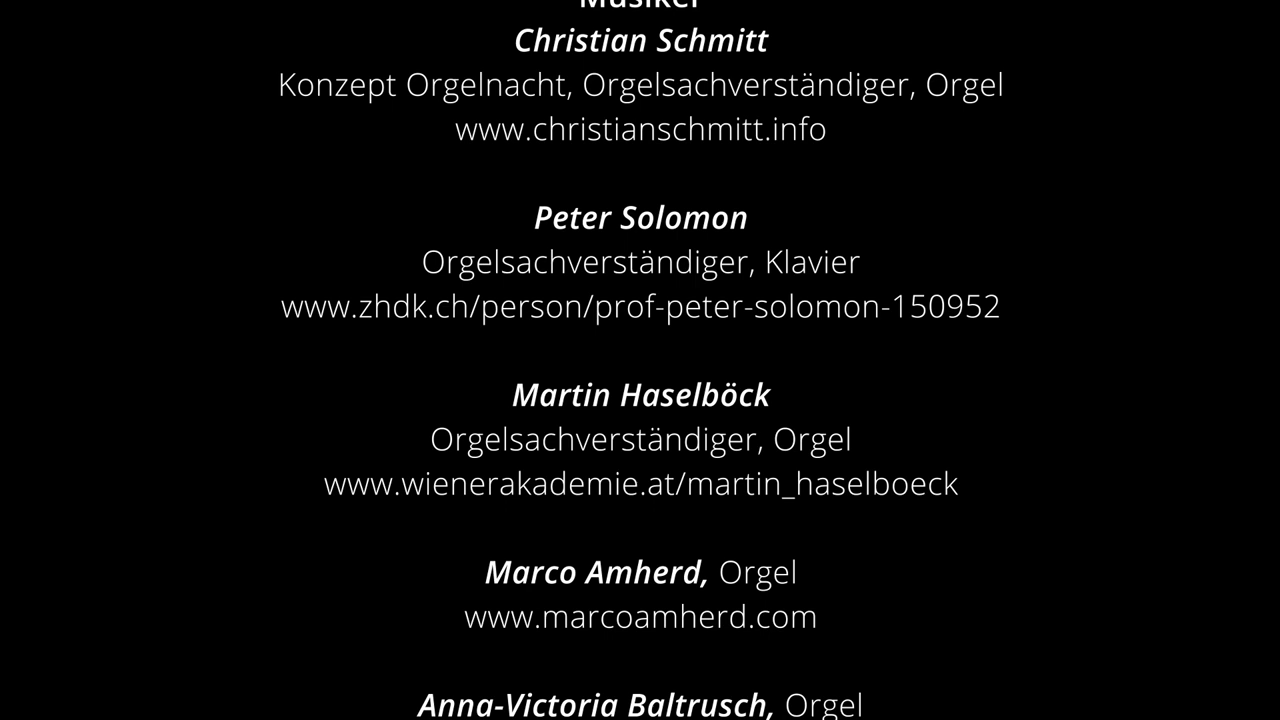 Musiker
Christian Schmitt
Konzept Orgelnacht, Orgelsachverständiger, Orgel
www.christianschmitt.info
Peter Solomon
Orgelsachverständiger, Klavier
www.zhdk.ch/person/prof-peter-solomon-150952
Martin Haselböck
Orgelsachverständiger, Orgel
www.wienerakademie.at/martin_haselboeck
Marco Amherd, Orgel
www.marcoamherd.com
Anna-Victoria Baltrusch, Orgel